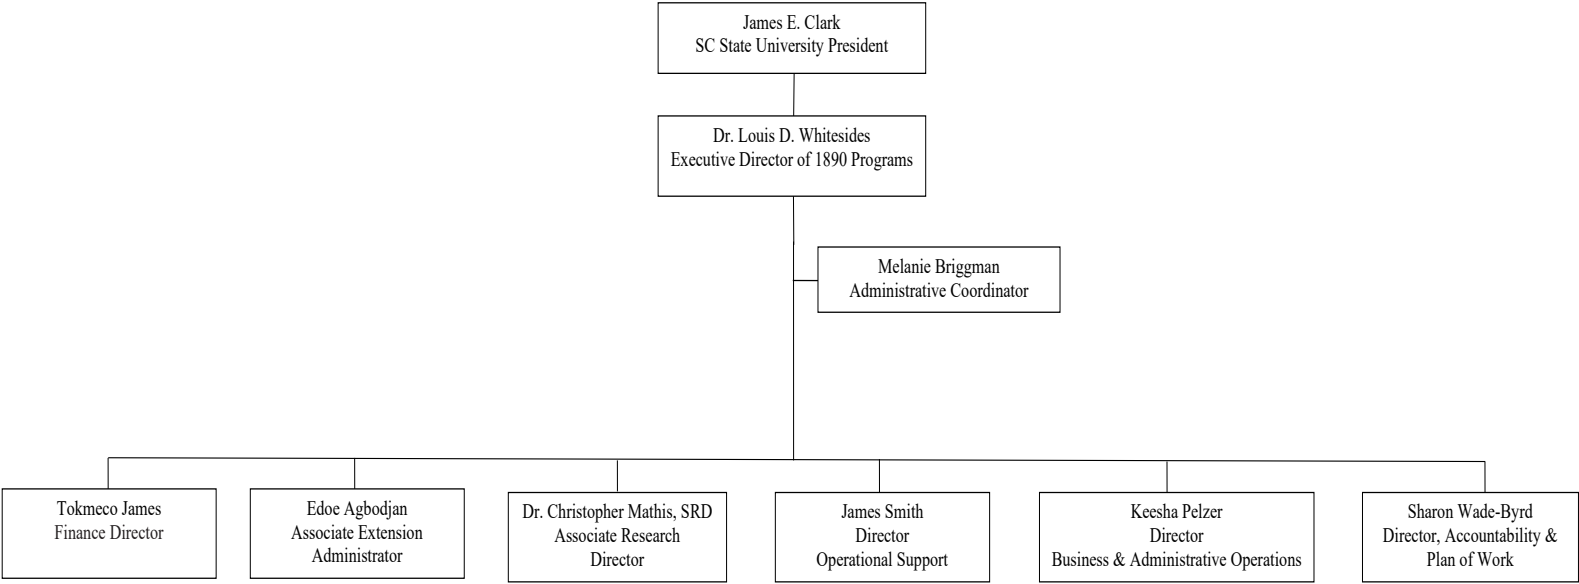 James E. Clark
SC State University President
Dr. Louis D. Whitesides
Executive Director of 1890 Programs
Melanie Briggman
Administrative Coordinator
Tokmeco James
Finance Director
Edoe Agbodjan
Associate Extension
Administrator
Dr. Christopher Mathis, SRD
Associate Research
Director
James Smith
Director
Operational Support
Keesha Pelzer
Director
Business & Administrative Operations
Sharon Wade-Byrd
Director, Accountability &
Plan of Work